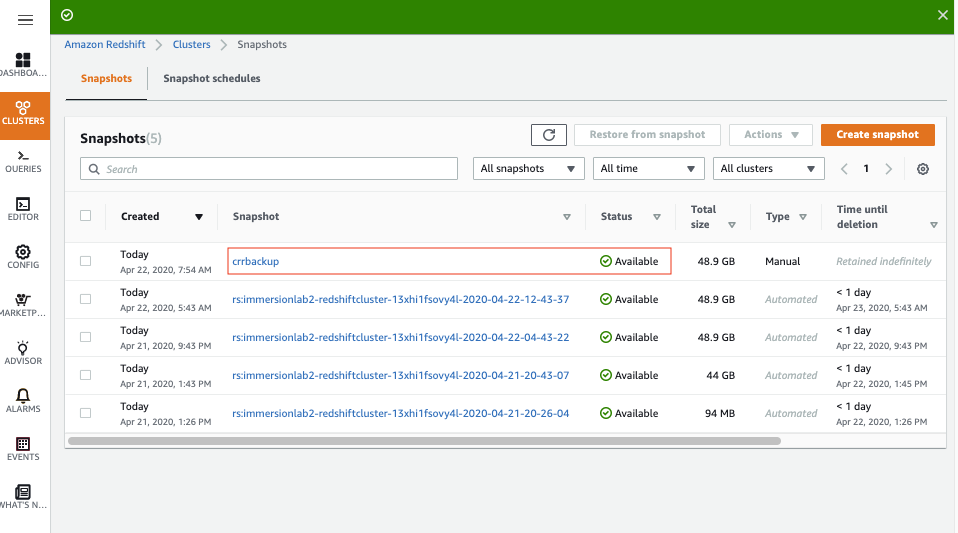 Amazon Redshift > Clusters > Snapshots
Snapshots Snapshot schedules
DASHBOA...
CLUSTERS
QUERIES
EDITOR
CONFIG
MARKETP...
ADVISOR
ALARMS
EVENTS
WHAT'S N...
Snapshots(5)
Restore from snapshot Actions Create snapshot
Search All snapshots All time All clusters 1
Created Snapshot Status Total size Type Time until deletion
Today
Apr 22, 2020, 7:54 AM crrbackup Available 48.9 GB Manual Retained indefinitely
Today < 1 day
Apr 22, 2020, 5:43 AM rs:immersionlab2-redshiftcluster-13xhi1fsovy4l-2020-04-22-12-43-37 Available 48.9 GB Automated Apr 23, 2020, 5:43 AM
Today < 1 day
Apr 21, 2020, 9:43 PM rs:immersionlab2-redshiftcluster-13xhi1fsovy4l-2020-04-22-04-43-22 Available 48.9 GB Automated Apr 22, 2020, 9:43 PM
Today < 1 day
Apr 21, 2020, 1:43 PM rs:immersionlab2-redshiftcluster-13xhi1fsovy4l-2020-04-21-20-43-07 Available 44 GB Automated Apr 22, 2020, 1:45 PM
Today < 1 day
Apr 21, 2020, 1:26 PM rs:immersionlab2-redshiftcluster-13xhi1fsovy4l-2020-04-21-20-26-04 Available 94 MB Automated Apr 22, 2020, 1:26 PM